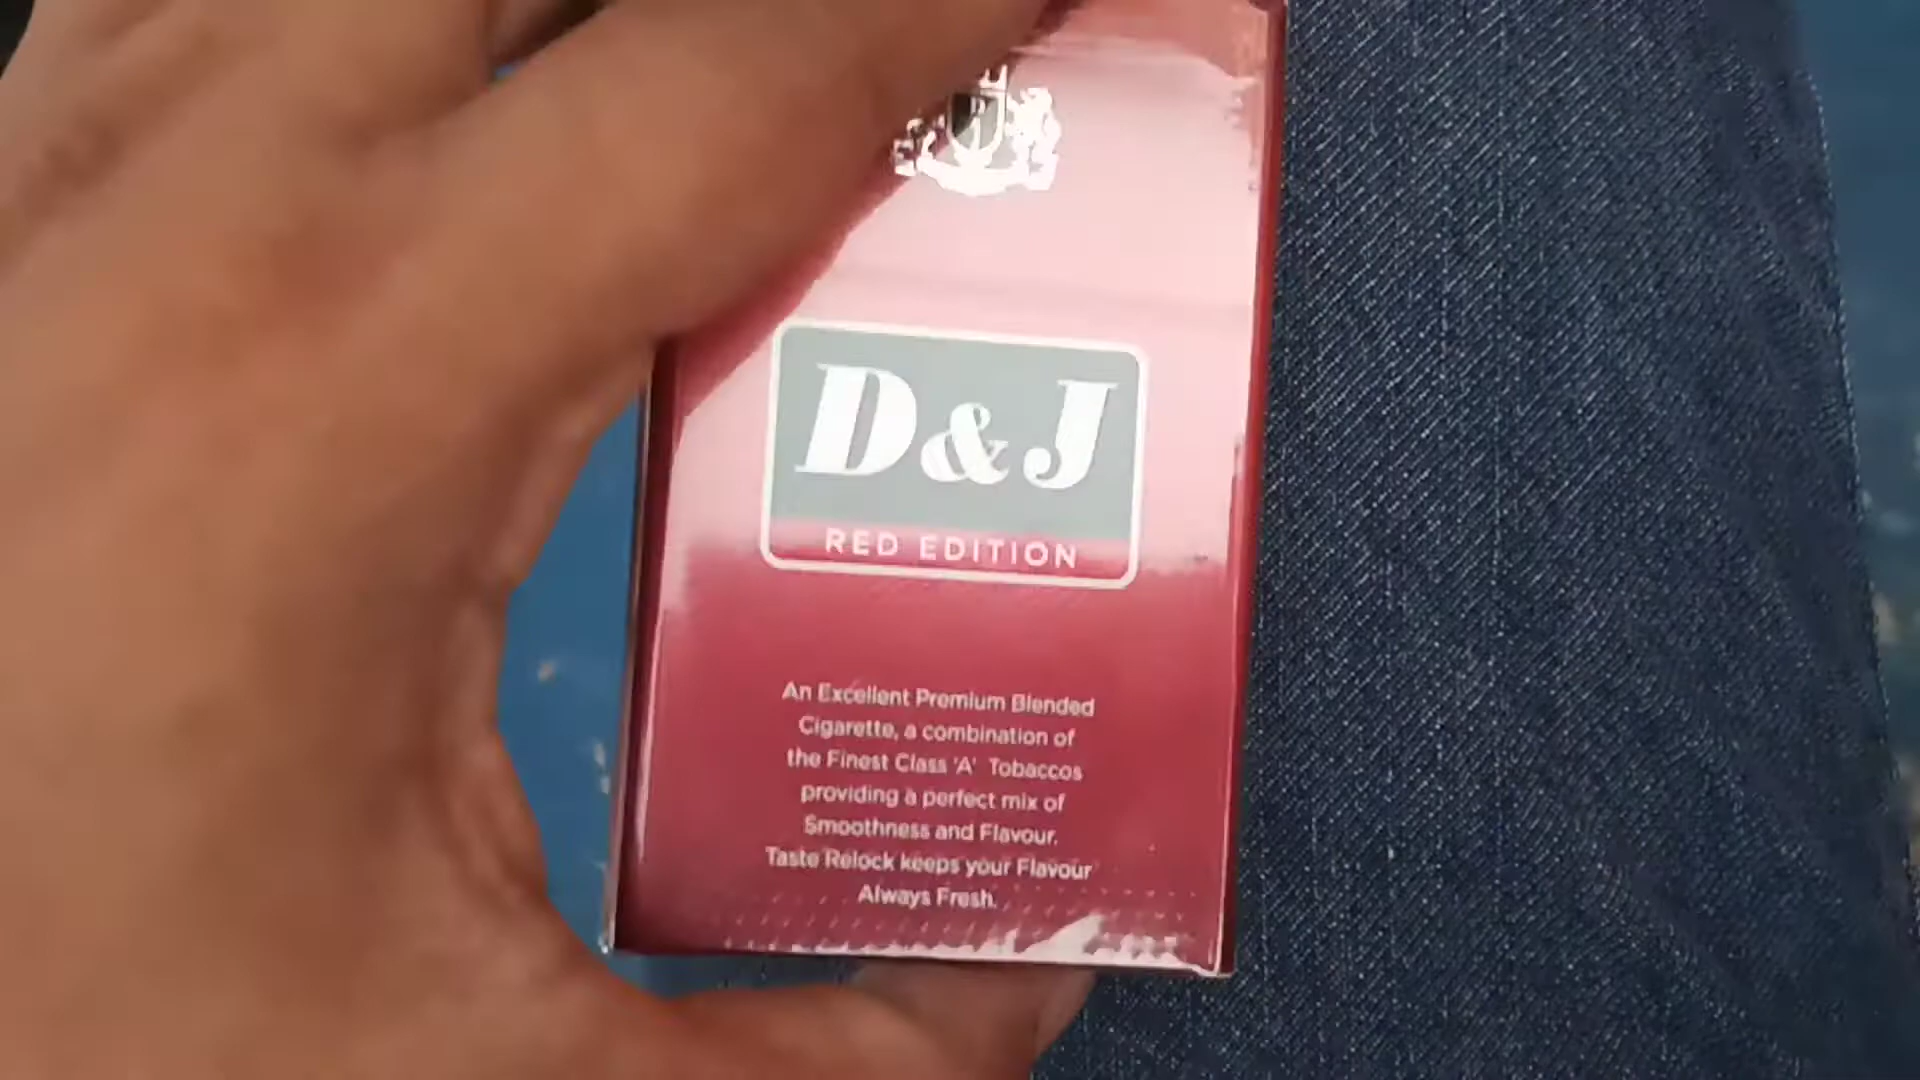 D&J
RED EDITION
An Excellent Premium Blended
Cigarette, a combination of
the Finest Class 'A' Tobaccos
providing a perfect mix of
Smoothness and Flavour.
Taste Relock keeps your Flavour
Always Fresh.